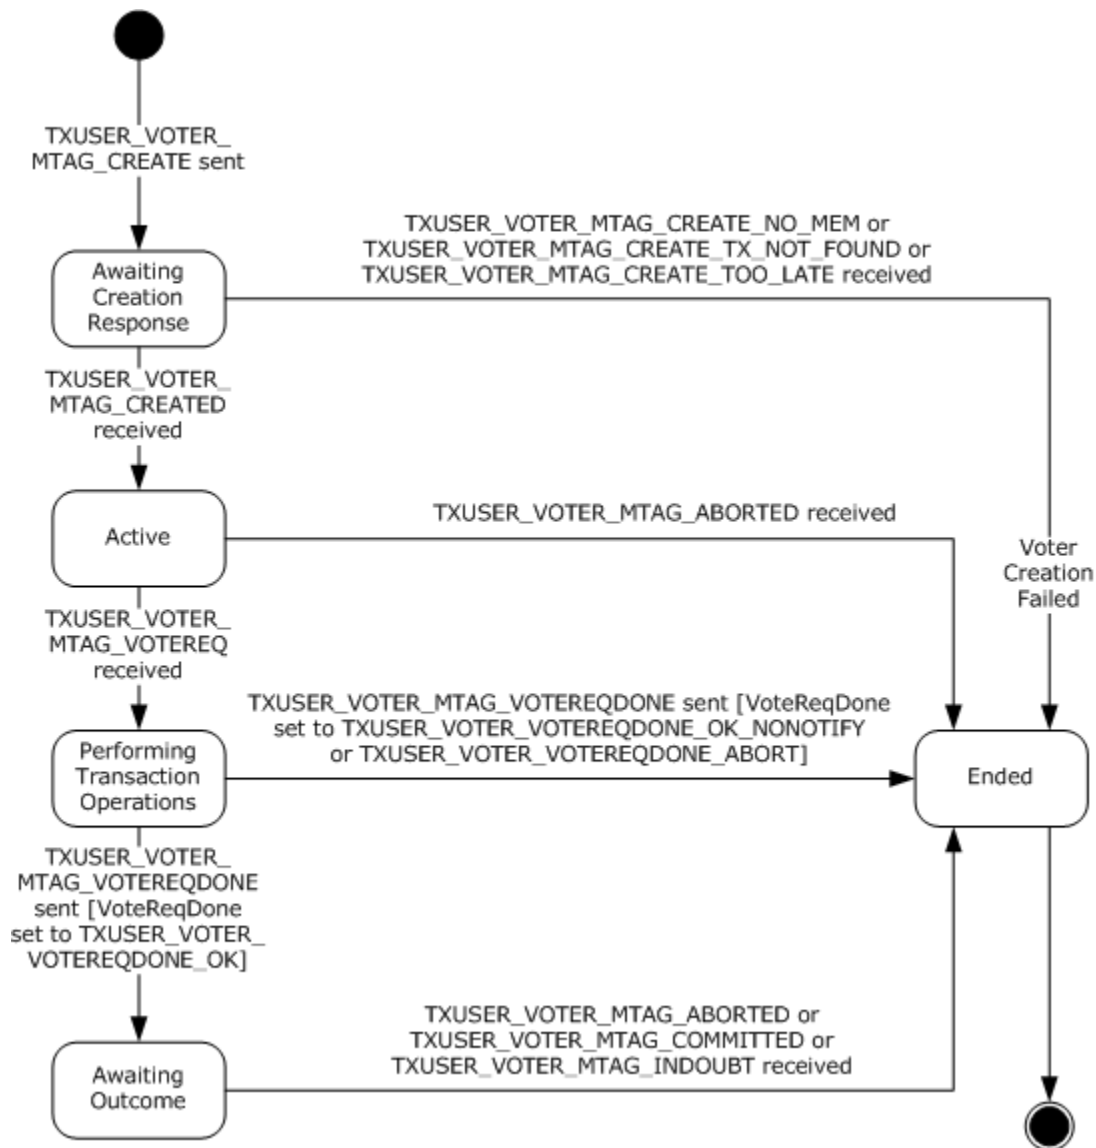 TXUSER_VOTER_
MTAG_CREATE sent
TXUSER_VOTER_MTAG_CREATE_NO_MEM or
TXUSER_VOTER_MTAG_CREATE_TX_NOT_FOUND or
TXUSER_VOTER_MTAG_CREATE_TOO_LATE received
Awaiting
Creation
Response
TXUSER_VOTER_
MTAG_CREATED
received
TXUSER_VOTER_MTAG_ABORTED received
Active
Voter
Creation
Failed
TXUSER_VOTER_
MTAG_VOTEREQ
received
TXUSER_VOTER_MTAG_VOTEREQDONE sent [VoteReqDone
set to TXUSER_VOTER_VOTEREQDONE_OK_NONOTIFY
or TXUSER_VOTER_VOTEREQDONE_ABORT]
Performing
Transaction
Operations
Ended
TXUSER_VOTER_
MTAG_VOTEREQDONE
sent [VoteReqDone
set to TXUSER_VOTER_
VOTEREQDONE_OK]
TXUSER_VOTER_MTAG_ABORTED or
TXUSER_VOTER_MTAG_COMMITTED or
TXUSER_VOTER_MTAG_INDOUBT received
Awaiting
Outcome